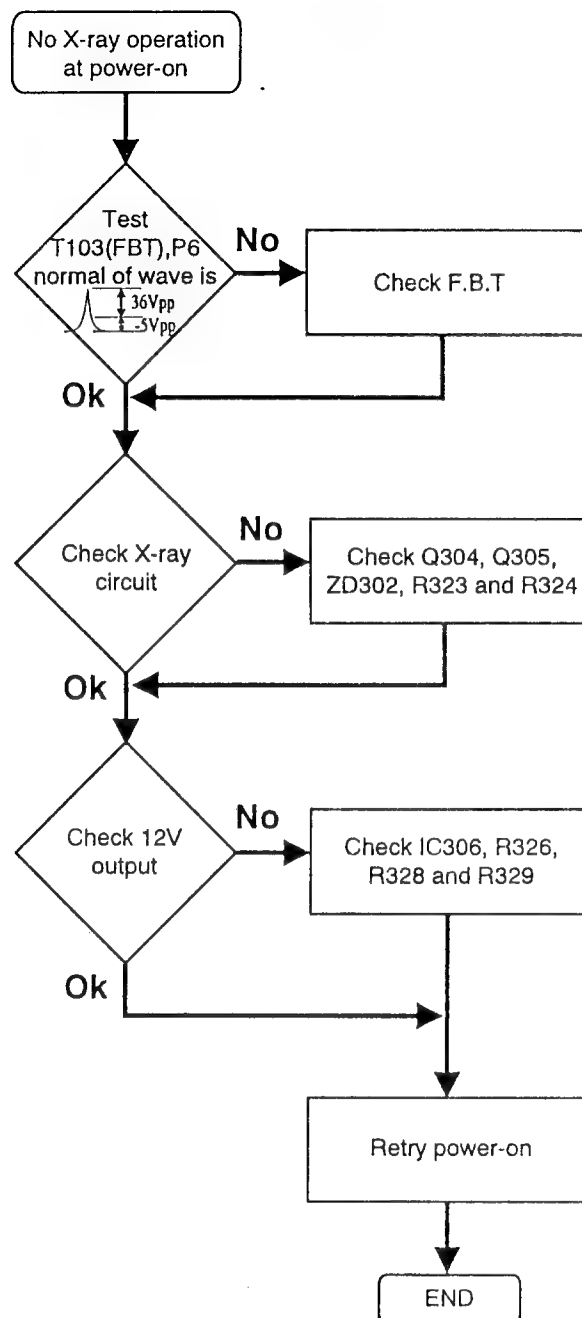 No X-ray operation
at power-on
Test
T103(FBT),P6
normal of wave is
36Vpp
-5Vpp
No
Check F.B.T
Ok
Check X-ray
circuit
No
Check Q304, Q305,
ZD302, R323 and R324
Ok
Check 12V
output
No
Check IC306, R326,
R328 and R329
Ok
Retry power-on
END